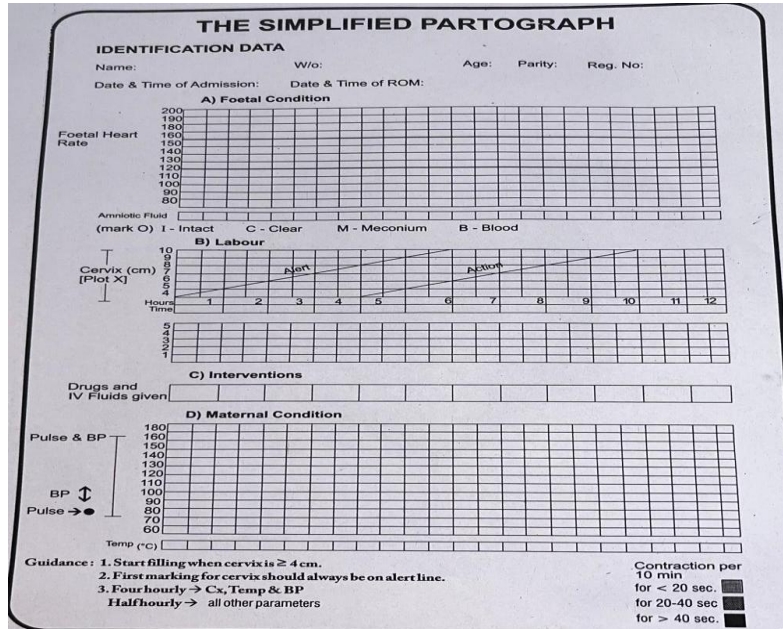 THE SIMPLIFIED PARTOGRAPH
IDENTIFICATION DATA
Name: W/o: Age: Parity: Reg. No:
Date & Time of Admission: Date & Time of ROM:
A) Foetal Condition
Foetal Heart
Rate
200
190
180
160
150
140
130
120
110
100
90
80
Amniotic Fluid
(mark O) I - Intact C - Clear M - Meconium B - Blood
B) Labour
Cervix (cm)
[Plot X]
10
9
8
7
6
5
4
Alert Action
Hours 1 2 3 4 5 6 7 8 9 10 11 12
Time
5
4
3
2
1
C) Interventions
Drugs and
IV Fluids given
D) Maternal Condition
Pulse & BP
180
160
150
140
130
120
110
100
90
80
70
60
BP ↕
Pulse → ●
Temp (°C)
Guidance : 1. Start filling when cervix is ≥ 4 cm.
2. First marking for cervix should always be on alert line.
3. Four hourly → Cx, Temp & BP
Half hourly → all other parameters
Contraction per
10 min
for < 20 sec.
for 20-40 sec
for > 40 sec.